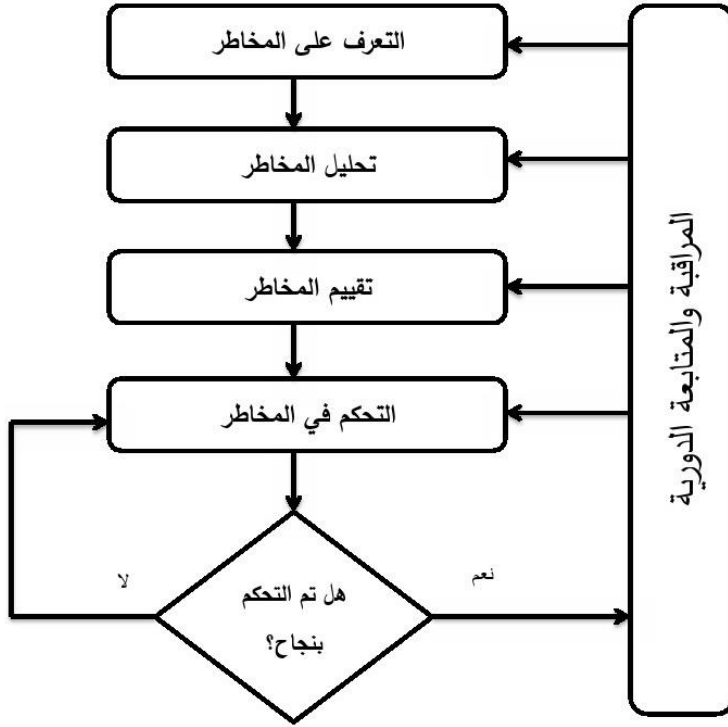 التعرف على المخاطر
تحليل المخاطر
تقييم المخاطر
التحكم في المخاطر
هل تم التحكم
بنجاح؟
نعم
لا
المراقبة والمتابعة الدورية